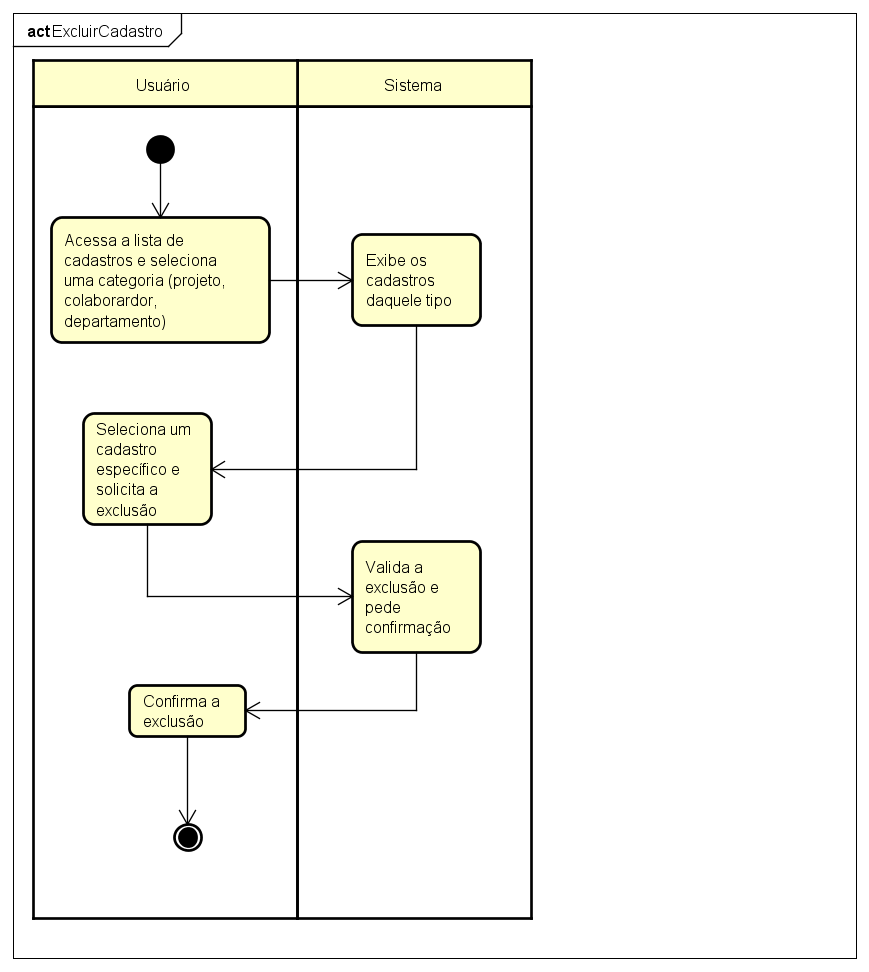 act ExcluirCadastro
Usuário
Sistema
Acessa a lista de
cadastros e seleciona
uma categoria (projeto,
colaborardor,
departamento)
Exibe os
cadastros
daquele tipo
Seleciona um
cadastro
específico e
solicita a
exclusão
Valida a
exclusão e
pede
confirmação
Confirma a
exclusão